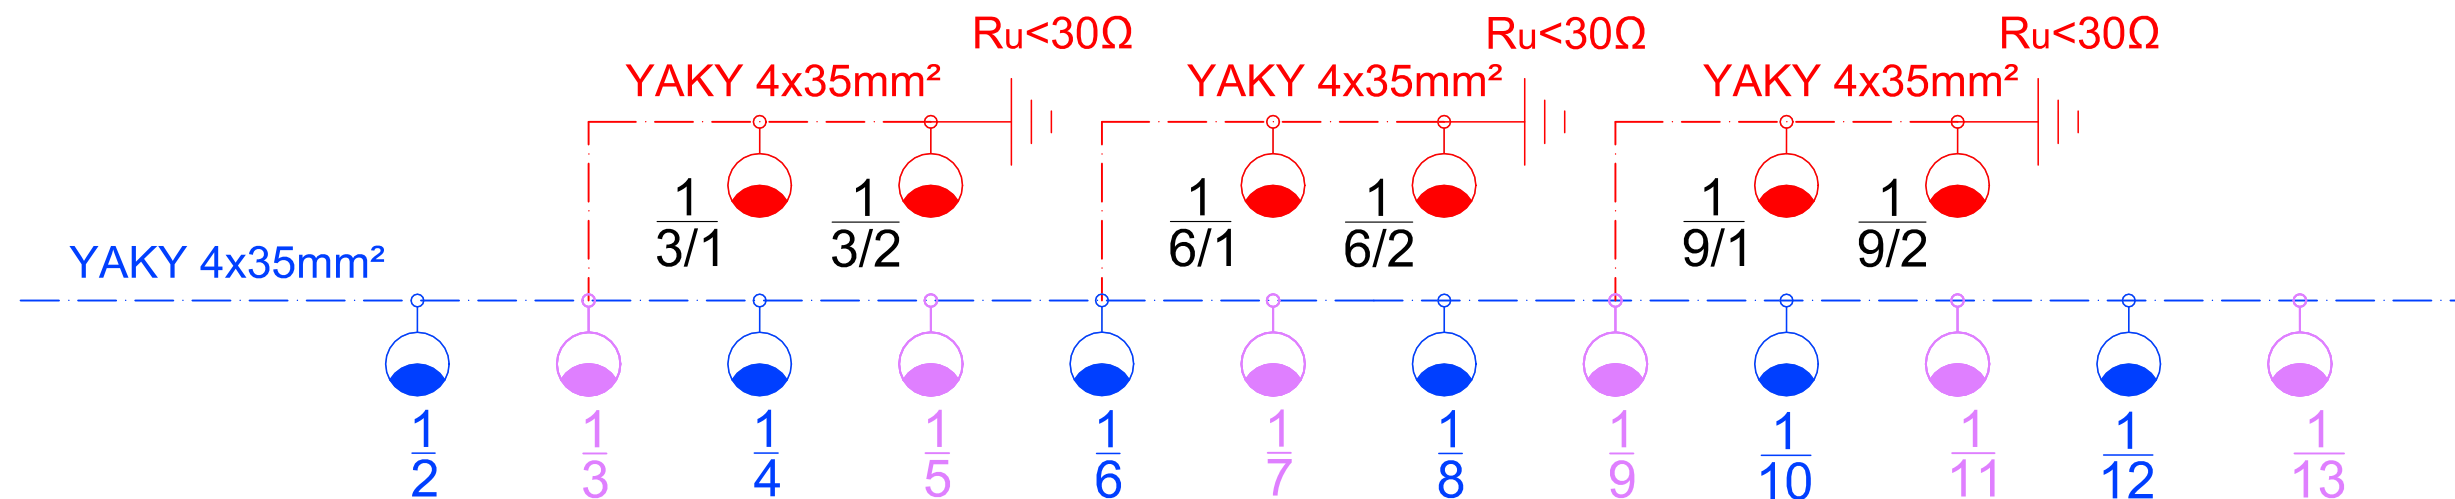 Ru<30Ω Ru<30Ω Ru<30Ω
YAKY 4x35mm² YAKY 4x35mm² YAKY 4x35mm²
1 1 1 1 1 1
3/1 3/2 6/1 6/2 9/1 9/2
YAKY 4x35mm²
1 1 1 1 1 1 1 1 1 1 1 1
2 3 4 5 6 7 8 9 10 11 12 13